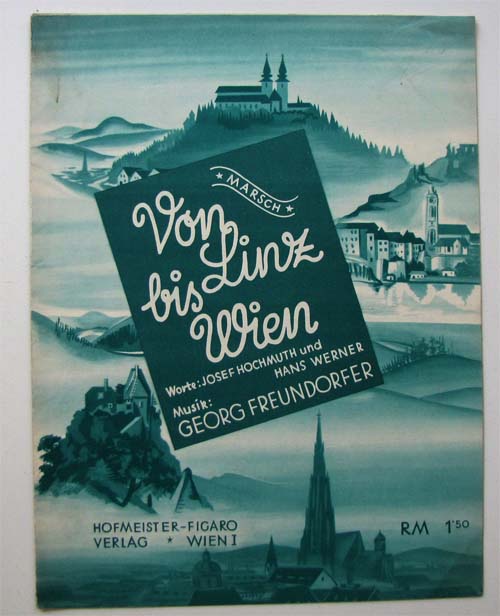 ★ MARSCH ★
Von
bis Linz
Wien
Worte: JOSEF HOCHMUTH und
HANS WERNER
Musik:
GEORG FREUNDORFER
HOFMEISTER-FIGARO
VERLAG ★ WIEN I
RM 1·50